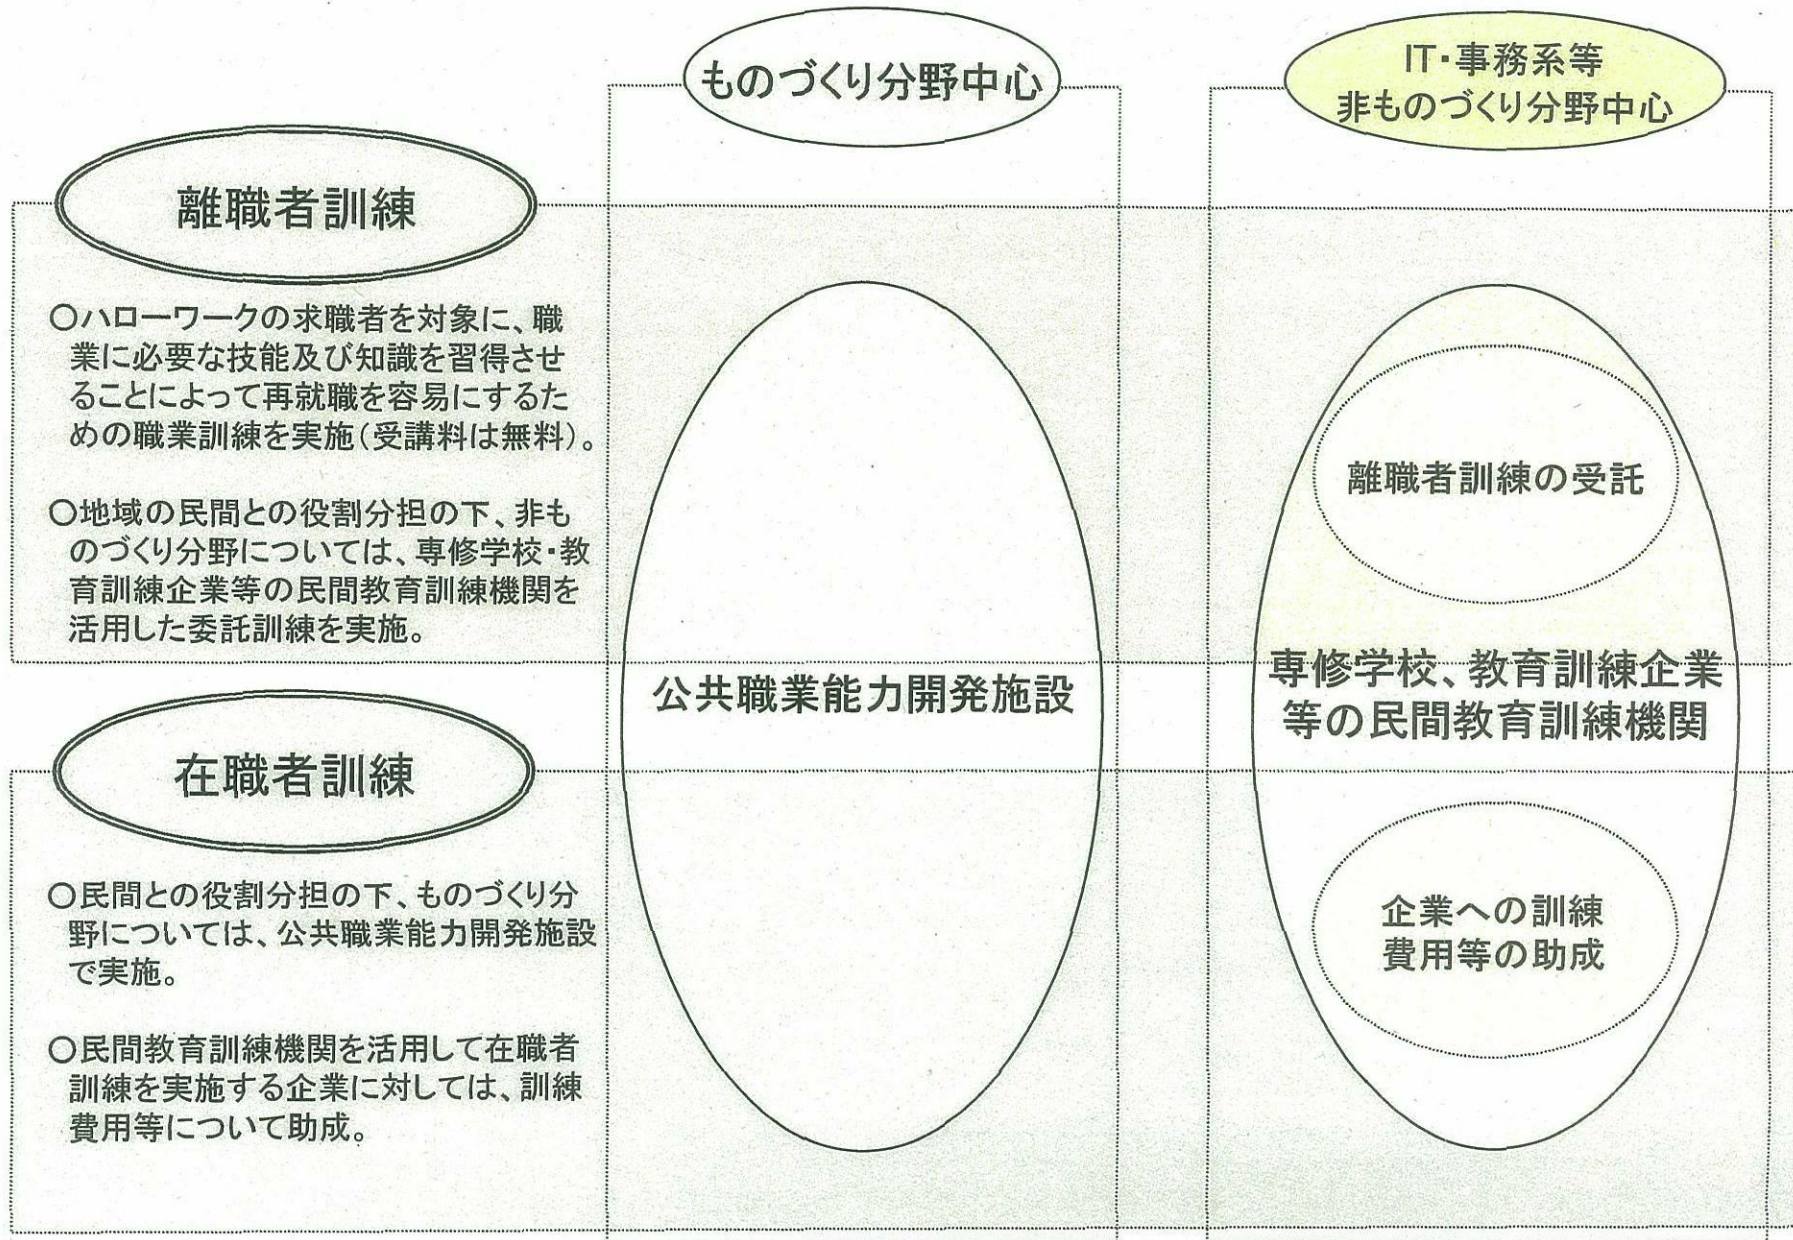 ものづくり分野中心
IT・事務系等
非ものづくり分野中心
離職者訓練
○ハローワークの求職者を対象に、職
業に必要な技能及び知識を習得させ
ることによって再就職を容易にするた
めの職業訓練を実施(受講料は無料)。
○地域の民間との役割分担の下、非も
のづくり分野については、専修学校・教
育訓練企業等の民間教育訓練機関を
活用した委託訓練を実施。
離職者訓練の受託
公共職業能力開発施設
専修学校、教育訓練企業
等の民間教育訓練機関
在職者訓練
○民間との役割分担の下、ものづくり分
野については、公共職業能力開発施設
で実施。
○民間教育訓練機関を活用して在職者
訓練を実施する企業に対しては、訓練
費用等について助成。
企業への訓練
費用等の助成